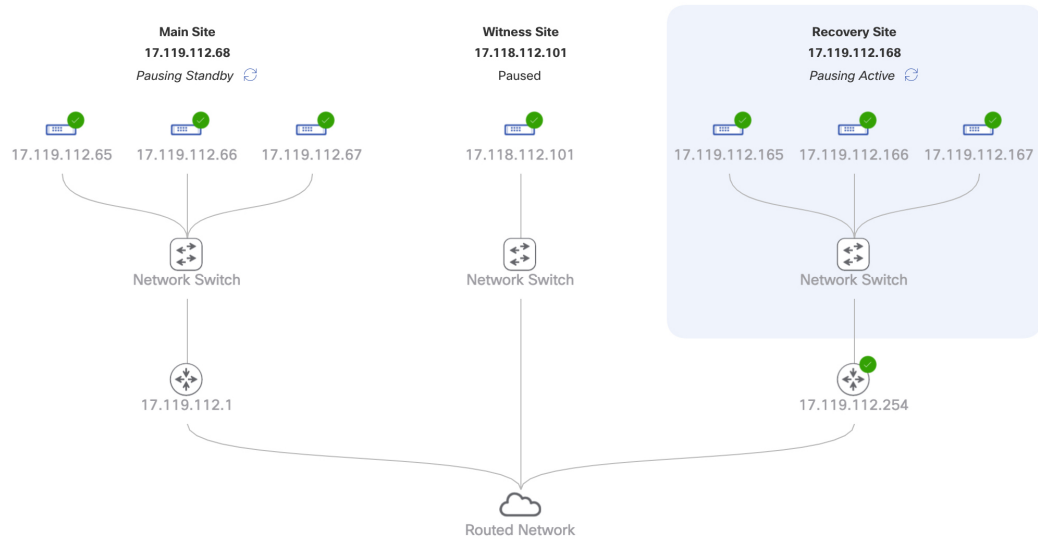 Main Site
17.119.112.68
Pausing Standby
Witness Site
17.118.112.101
Paused
Recovery Site
17.119.112.168
Pausing Active
17.119.112.65
17.119.112.66
17.119.112.67
17.118.112.101
17.119.112.165
17.119.112.166
17.119.112.167
Network Switch
Network Switch
Network Switch
17.119.112.1
17.119.112.254
Routed Network